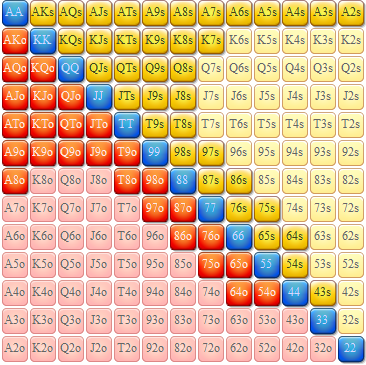 AA AKs AQs AJs ATs A9s A8s A7s A6s A5s A4s A3s A2s
AKo KK KQs KJs KTs K9s K8s K7s K6s K5s K4s K3s K2s
AQo KQo QQ QJs QTs Q9s Q8s Q7s Q6s Q5s Q4s Q3s Q2s
AJo KJo QJo JJ JTs J9s J8s J7s J6s J5s J4s J3s J2s
ATo KTo QTo JTo TT T9s T8s T7s T6s T5s T4s T3s T2s
A9o K9o Q9o J9o T9o 99 98s 97s 96s 95s 94s 93s 92s
A8o K8o Q8o J8o T8o 98o 88 87s 86s 85s 84s 83s 82s
A7o K7o Q7o J7o T7o 97o 87o 77 76s 75s 74s 73s 72s
A6o K6o Q6o J6o T6o 96o 86o 76o 66 65s 64s 63s 62s
A5o K5o Q5o J5o T5o 95o 85o 75o 65o 55 54s 53s 52s
A4o K4o Q4o J4o T4o 94o 84o 74o 64o 54o 44 43s 42s
A3o K3o Q3o J3o T3o 93o 83o 73o 63o 53o 43o 33 32s
A2o K2o Q2o J2o T2o 92o 82o 72o 62o 52o 42o 32o 22